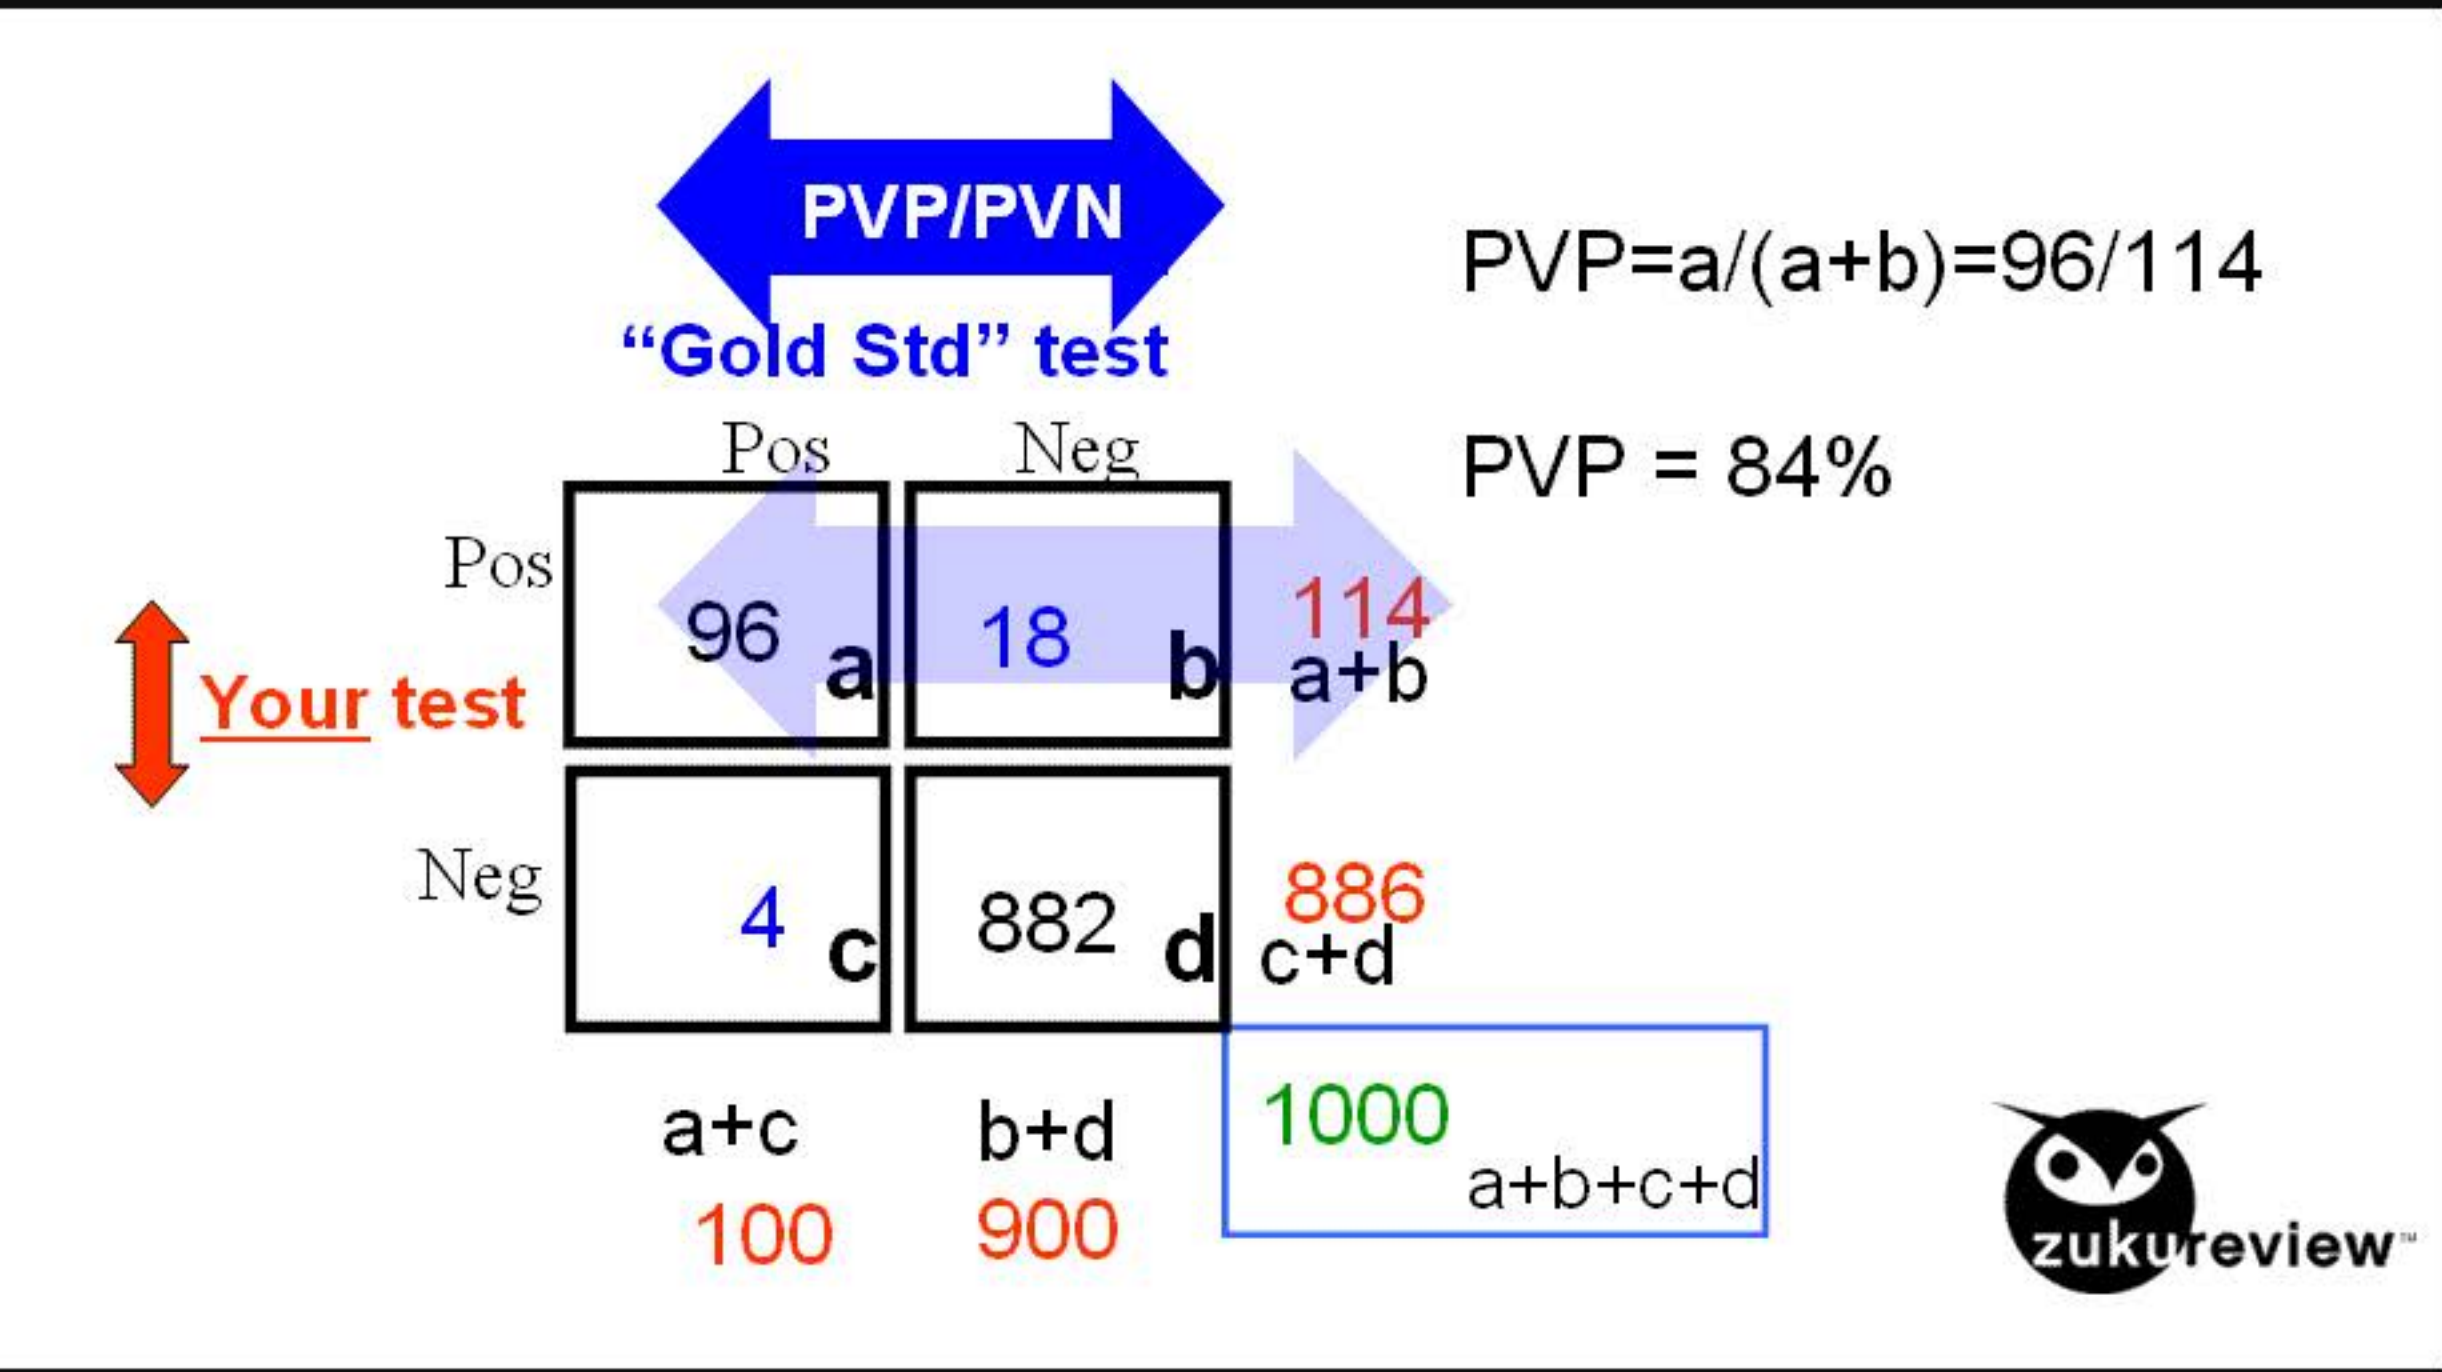 PVP/PVN
PVP=a/(a+b)=96/114
“Gold Std” test
PVP = 84%
Pos Neg
Pos
96 a 18 b 114
a+b
Your test
Neg
4 c 882 d 886
c+d
a+c b+d 1000
a+b+c+d
100 900
zukureview™